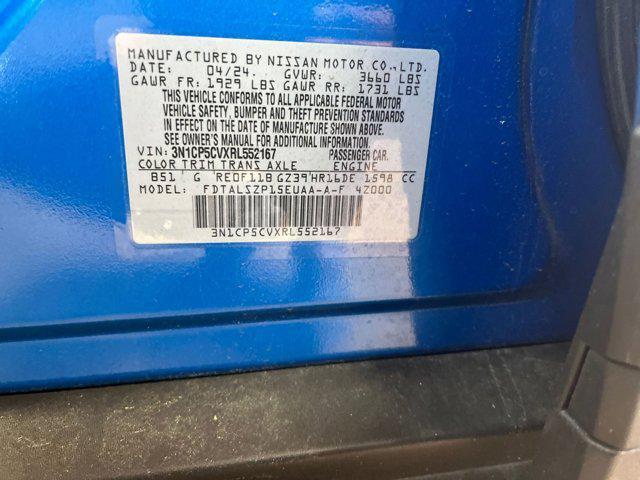 MANUFACTURED BY NISSAN MOTOR CO.,LTD.
DATE: 04/24. GVWR: 3660 LBS
GAWR FR: 1929 LBS GAWR RR: 1731 LBS
THIS VEHICLE CONFORMS TO ALL APPLICABLE FEDERAL MOTOR
VEHICLE SAFETY, BUMPER AND THEFT PREVENTION STANDARDS
IN EFFECT ON THE DATE OF MANUFACTURE SHOWN ABOVE.
SEE OWNER'S MANUAL FOR ADDITIONAL INFORMATION
VIN: 3N1CP5CVXRL552167 PASSENGER CAR.
COLOR TRIM TRANS AXLE ENGINE
B51 G RE0F11B GZ39 HR16DE 1598 CC
MODEL: FDTALSZP15EUAA-A-F 4Z000
3N1CP5CVXRL552167